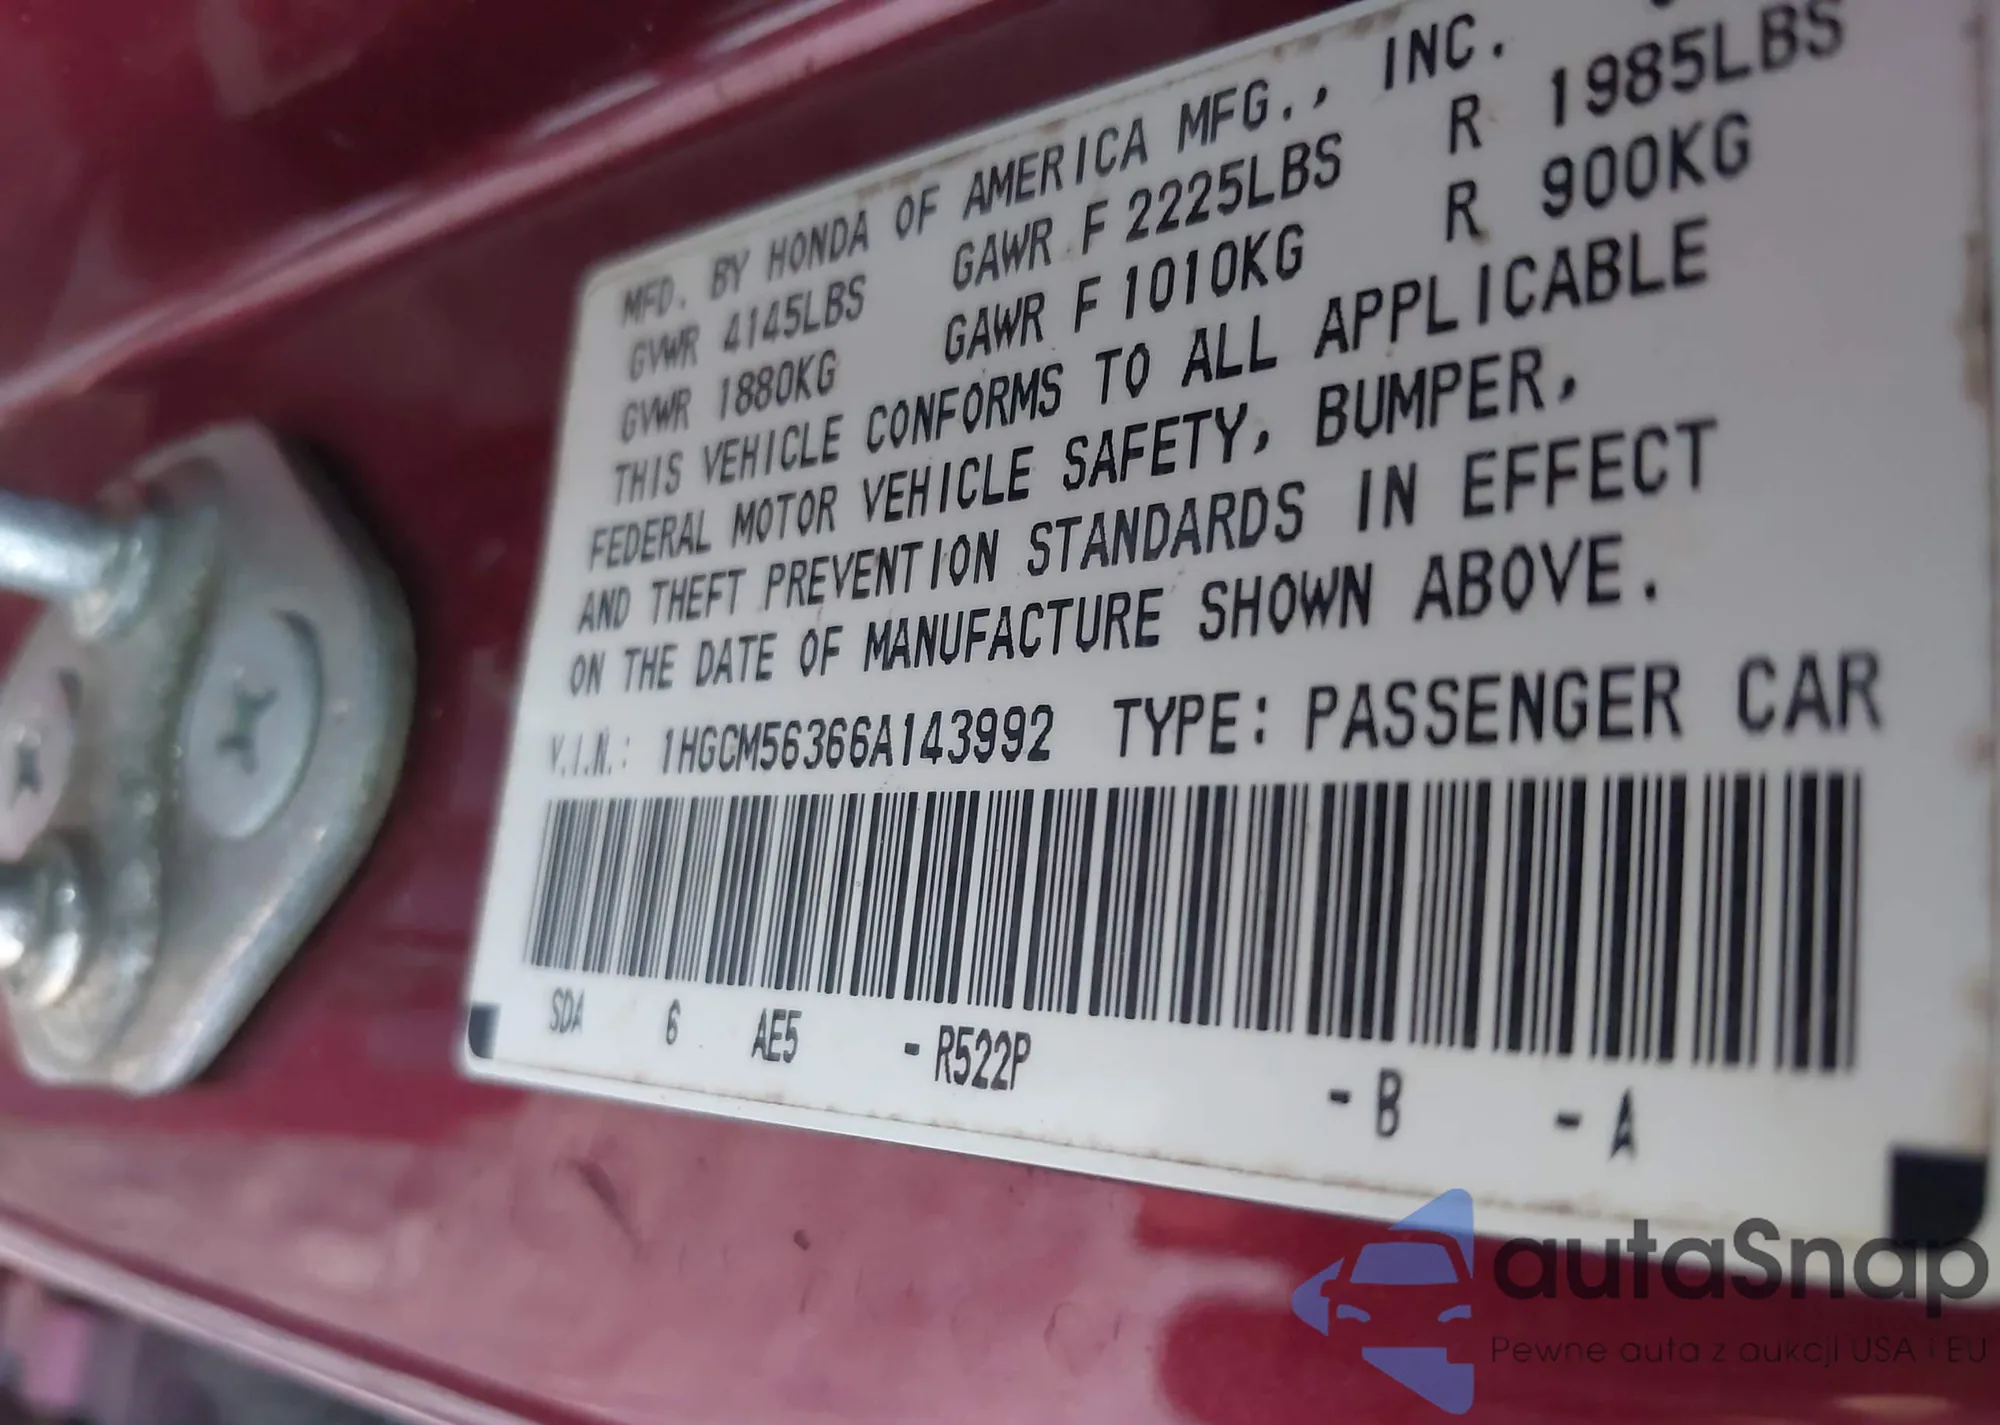 MFD. BY HONDA OF AMERICA MFG., INC.
GVWR 4145LBS GAWR F 2225LBS R 1985LBS
GVWR 1880KG GAWR F 1010KG R 900KG
THIS VEHICLE CONFORMS TO ALL APPLICABLE
FEDERAL MOTOR VEHICLE SAFETY, BUMPER,
AND THEFT PREVENTION STANDARDS IN EFFECT
ON THE DATE OF MANUFACTURE SHOWN ABOVE.
V.I.N.: 1HGCM56366A143992 TYPE: PASSENGER CAR
SDA 6 AE5 -R522P -B -A
autaSnap
Pewne auta z aukcji USA i EU